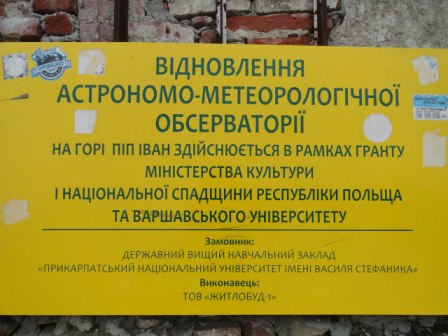 ВІДНОВЛЕННЯ
АСТРОНОМО-МЕТЕОРОЛОГІЧНОЇ
ОБСЕРВАТОРІЇ
НА ГОРІ ПІП ІВАН ЗДІЙСНЮЄТЬСЯ В РАМКАХ ГРАНТУ
МІНІСТЕРСТВА КУЛЬТУРИ
І НАЦІОНАЛЬНОЇ СПАДЩИНИ РЕСПУБЛІКИ ПОЛЬЩА
ТА ВАРШАВСЬКОГО УНІВЕРСИТЕТУ
Замовник:
ДЕРЖАВНИЙ ВИЩИЙ НАВЧАЛЬНИЙ ЗАКЛАД
«ПРИКАРПАТСЬКИЙ НАЦІОНАЛЬНИЙ УНІВЕРСИТЕТ ІМЕНІ ВАСИЛЯ СТЕФАНИКА»
Виконавець:
ТОВ «ЖИТЛОБУД-1»